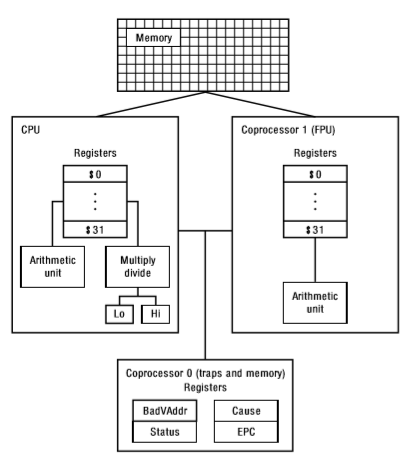 Memory
CPU
Registers
$0
$31
Arithmetic
unit
Multiply
divide
Lo
Hi
Coprocessor 1 (FPU)
Registers
$0
$31
Arithmetic
unit
Coprocessor 0 (traps and memory)
Registers
BadVAddr
Cause
Status
EPC